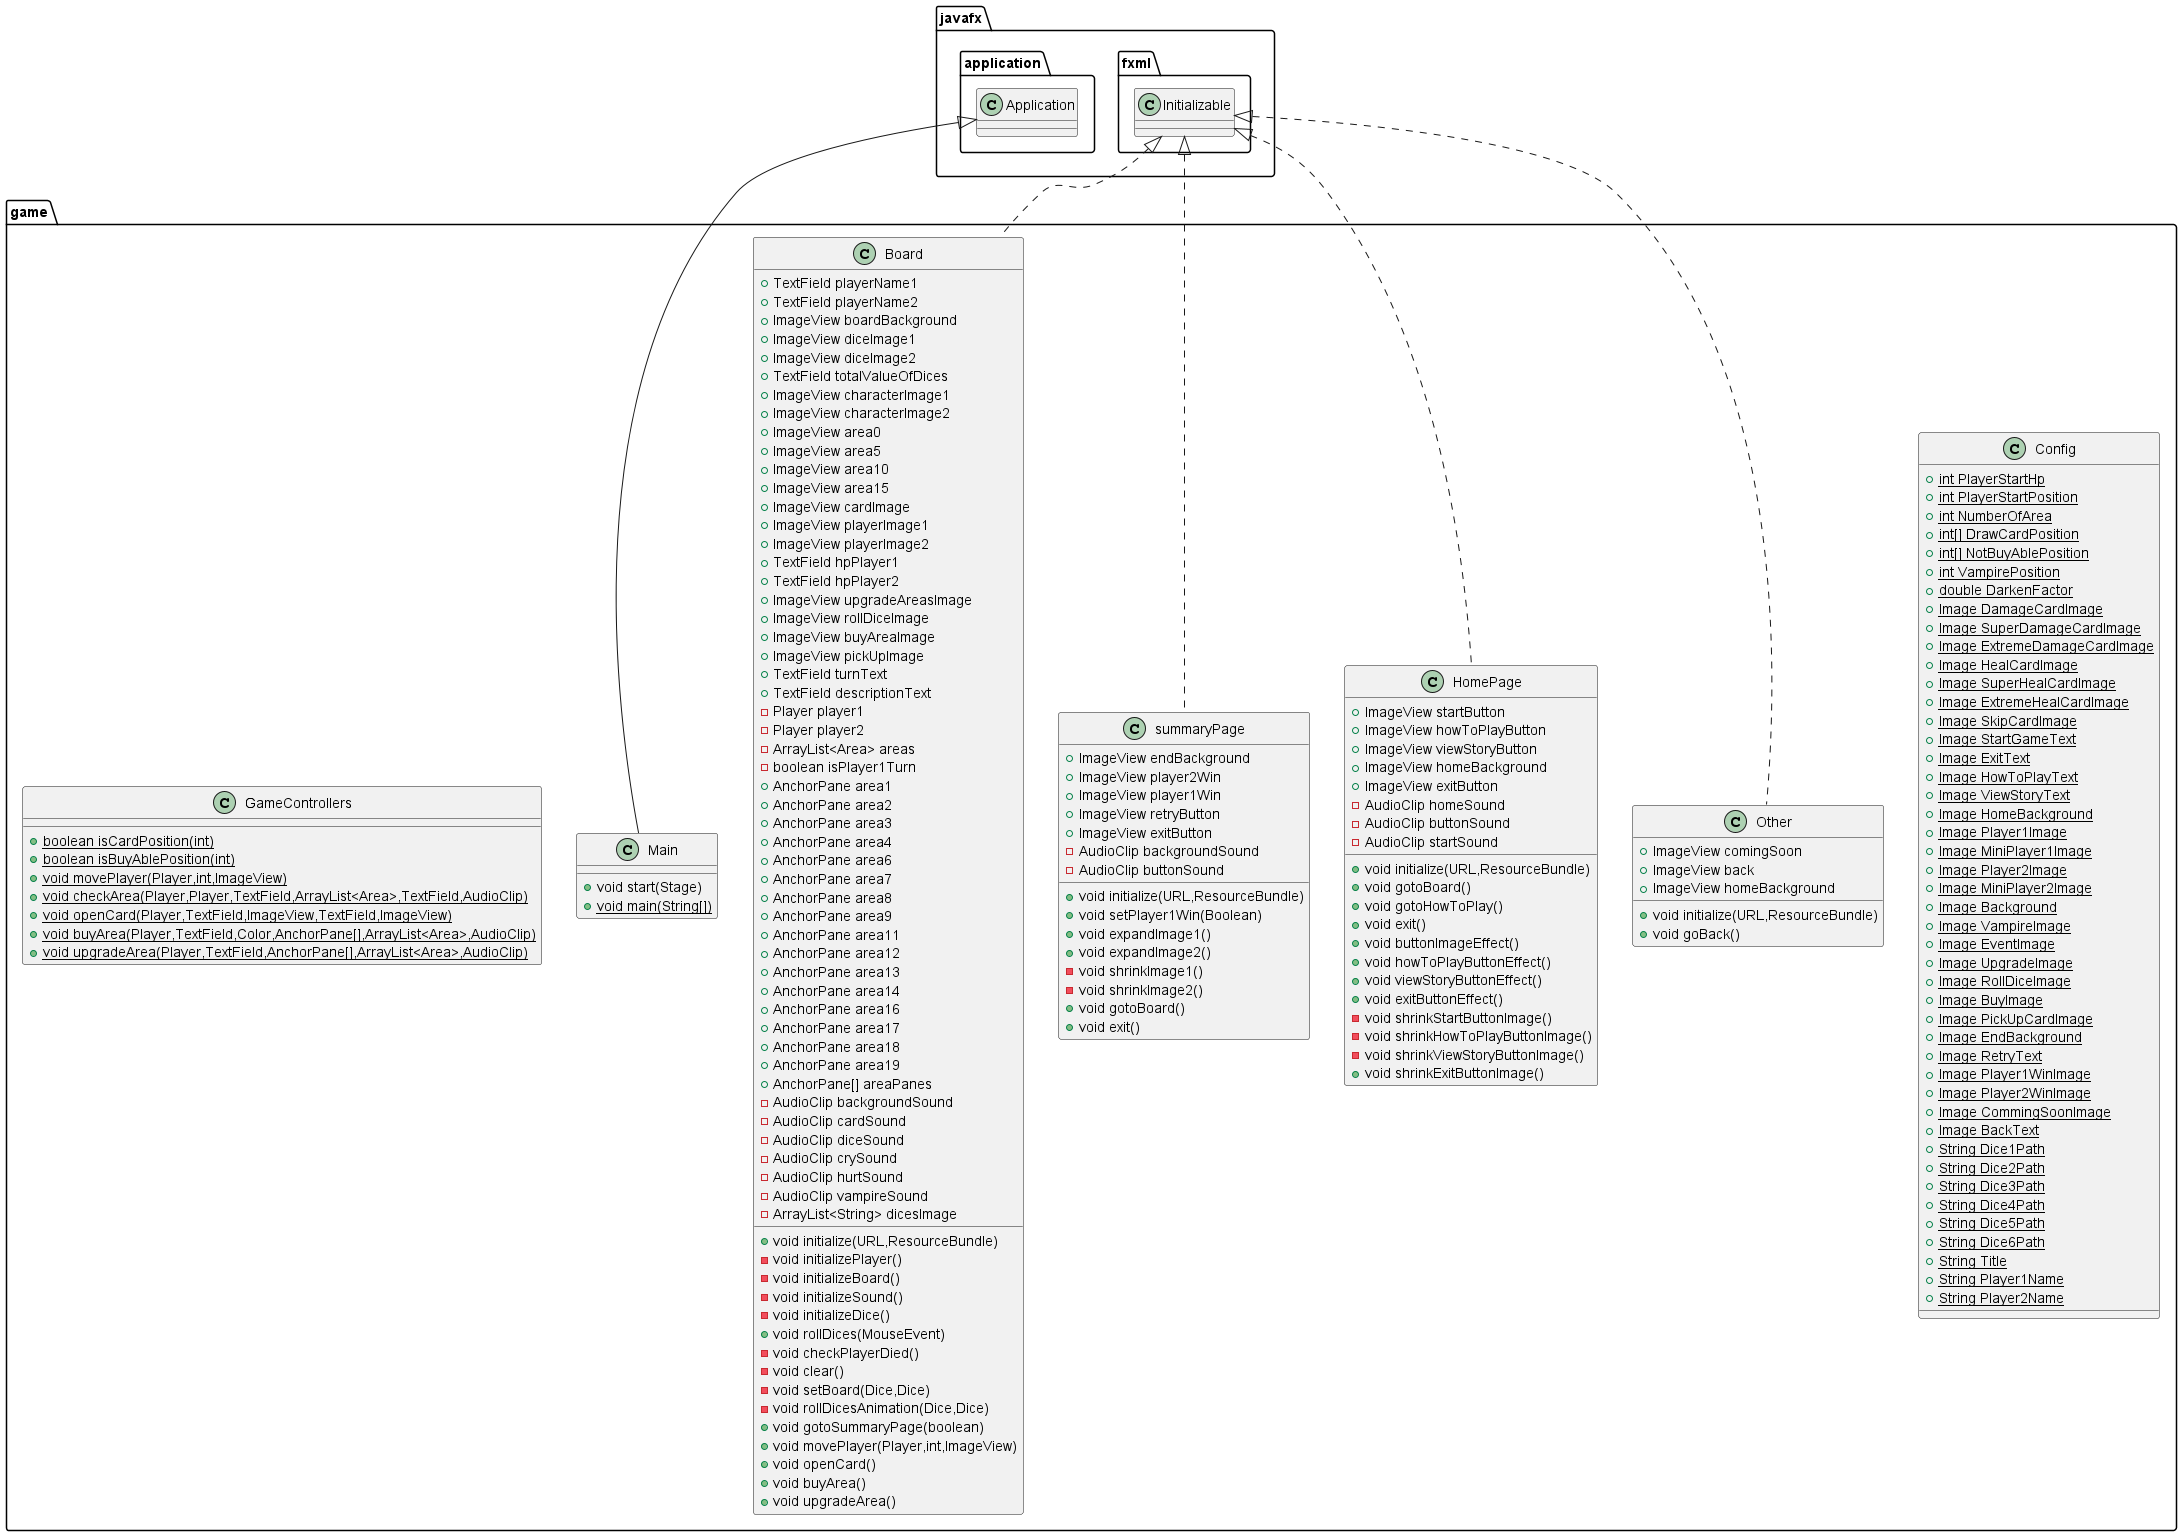 javafx
application
C Application
fxml
C Initializable
game
C Board
TextField playerName1
TextField playerName2
ImageView boardBackground
ImageView diceImage1
ImageView diceImage2
TextField totalValueOfDices
ImageView characterImage1
ImageView characterImage2
ImageView area0
ImageView area5
ImageView area10
ImageView area15
ImageView cardImage
ImageView playerImage1
ImageView playerImage2
TextField hpPlayer1
TextField hpPlayer2
ImageView upgradeAreasImage
ImageView rollDiceImage
ImageView buyAreaImage
ImageView pickUpImage
TextField turnText
TextField descriptionText
Player player1
Player player2
ArrayList<Area> areas
boolean isPlayer1Turn
AnchorPane area1
AnchorPane area2
AnchorPane area3
AnchorPane area4
AnchorPane area6
AnchorPane area7
AnchorPane area8
AnchorPane area9
AnchorPane area11
AnchorPane area12
AnchorPane area13
AnchorPane area14
AnchorPane area16
AnchorPane area17
AnchorPane area18
AnchorPane area19
AnchorPane[] areaPanes
AudioClip backgroundSound
AudioClip cardSound
AudioClip diceSound
AudioClip crySound
AudioClip hurtSound
AudioClip vampireSound
ArrayList<String> dicesImage
void initialize(URL,ResourceBundle)
void initializePlayer()
void initializeBoard()
void initializeSound()
void initializeDice()
void rollDices(MouseEvent)
void checkPlayerDied()
void clear()
void setBoard(Dice,Dice)
void rollDicesAnimation(Dice,Dice)
void gotoSummaryPage(boolean)
void movePlayer(Player,int,ImageView)
void openCard()
void buyArea()
void upgradeArea()
C GameControllers
boolean isCardPosition(int)
boolean isBuyAblePosition(int)
void movePlayer(Player,int,ImageView)
void checkArea(Player,Player,TextField,ArrayList<Area>,TextField,AudioClip)
void openCard(Player,TextField,ImageView,TextField,ImageView)
void buyArea(Player,TextField,Color,AnchorPane[],ArrayList<Area>,AudioClip)
void upgradeArea(Player,TextField,AnchorPane[],ArrayList<Area>,AudioClip)
C Main
void start(Stage)
void main(String[])
C summaryPage
ImageView endBackground
ImageView player2Win
ImageView player1Win
ImageView retryButton
ImageView exitButton
AudioClip backgroundSound
AudioClip buttonSound
void initialize(URL,ResourceBundle)
void setPlayer1Win(Boolean)
void expandImage1()
void expandImage2()
void shrinkImage1()
void shrinkImage2()
void gotoBoard()
void exit()
C HomePage
ImageView startButton
ImageView howToPlayButton
ImageView viewStoryButton
ImageView homeBackground
ImageView exitButton
AudioClip homeSound
AudioClip buttonSound
AudioClip startSound
void initialize(URL,ResourceBundle)
void gotoBoard()
void gotoHowToPlay()
void exit()
void buttonImageEffect()
void howToPlayButtonEffect()
void viewStoryButtonEffect()
void exitButtonEffect()
void shrinkStartButtonImage()
void shrinkHowToPlayButtonImage()
void shrinkViewStoryButtonImage()
void shrinkExitButtonImage()
C Other
ImageView comingSoon
ImageView back
ImageView homeBackground
void initialize(URL,ResourceBundle)
void goBack()
C Config
int PlayerStartHp
int PlayerStartPosition
int NumberOfArea
int[] DrawCardPosition
int[] NotBuyAblePosition
int VampirePosition
double DarkenFactor
Image DamageCardImage
Image SuperDamageCardImage
Image ExtremeDamageCardImage
Image HealCardImage
Image SuperHealCardImage
Image ExtremeHealCardImage
Image SkipCardImage
Image StartGameText
Image ExitText
Image HowToPlayText
Image ViewStoryText
Image HomeBackground
Image Player1Image
Image MiniPlayer1Image
Image Player2Image
Image MiniPlayer2Image
Image Background
Image VampireImage
Image EventImage
Image UpgradeImage
Image RollDiceImage
Image BuyImage
Image PickUpCardImage
Image EndBackground
Image RetryText
Image Player1WinImage
Image Player2WinImage
Image CommingSoonImage
Image BackText
String Dice1Path
String Dice2Path
String Dice3Path
String Dice4Path
String Dice5Path
String Dice6Path
String Title
String Player1Name
String Player2Name